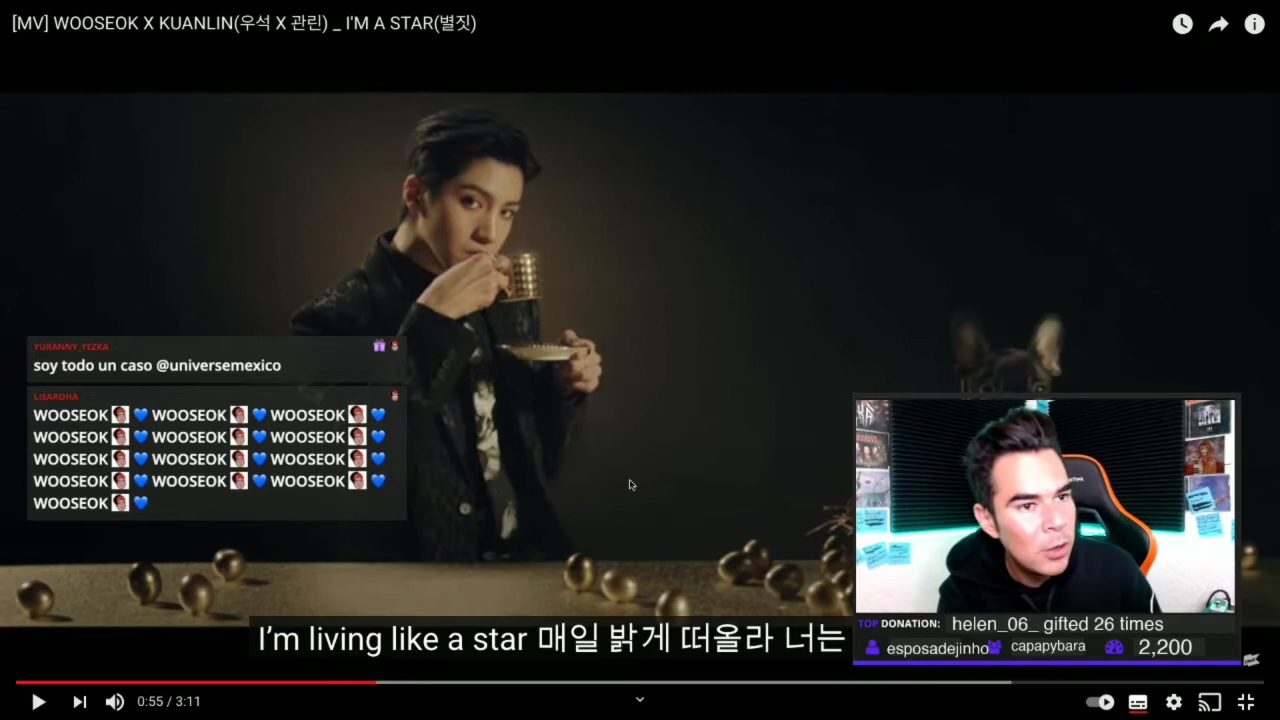 [MV] WOOSEOK X KUANLIN(우석 X 관린) _ I'M A STAR(별짓)
YURANNY_YEZKA
soy todo un caso @universemexico
LISAROHA
WOOSEOK 💙 WOOSEOK 💙 WOOSEOK 💙
WOOSEOK 💙 WOOSEOK 💙 WOOSEOK 💙
WOOSEOK 💙 WOOSEOK 💙 WOOSEOK 💙
WOOSEOK 💙 WOOSEOK 💙 WOOSEOK 💙
WOOSEOK 💙
I'm living like a star 매일 밝게 떠올라 너는
TOP DONATION: helen_06_ gifted 26 times
esposadejinho capapybara 2,200
0:55 / 3:11